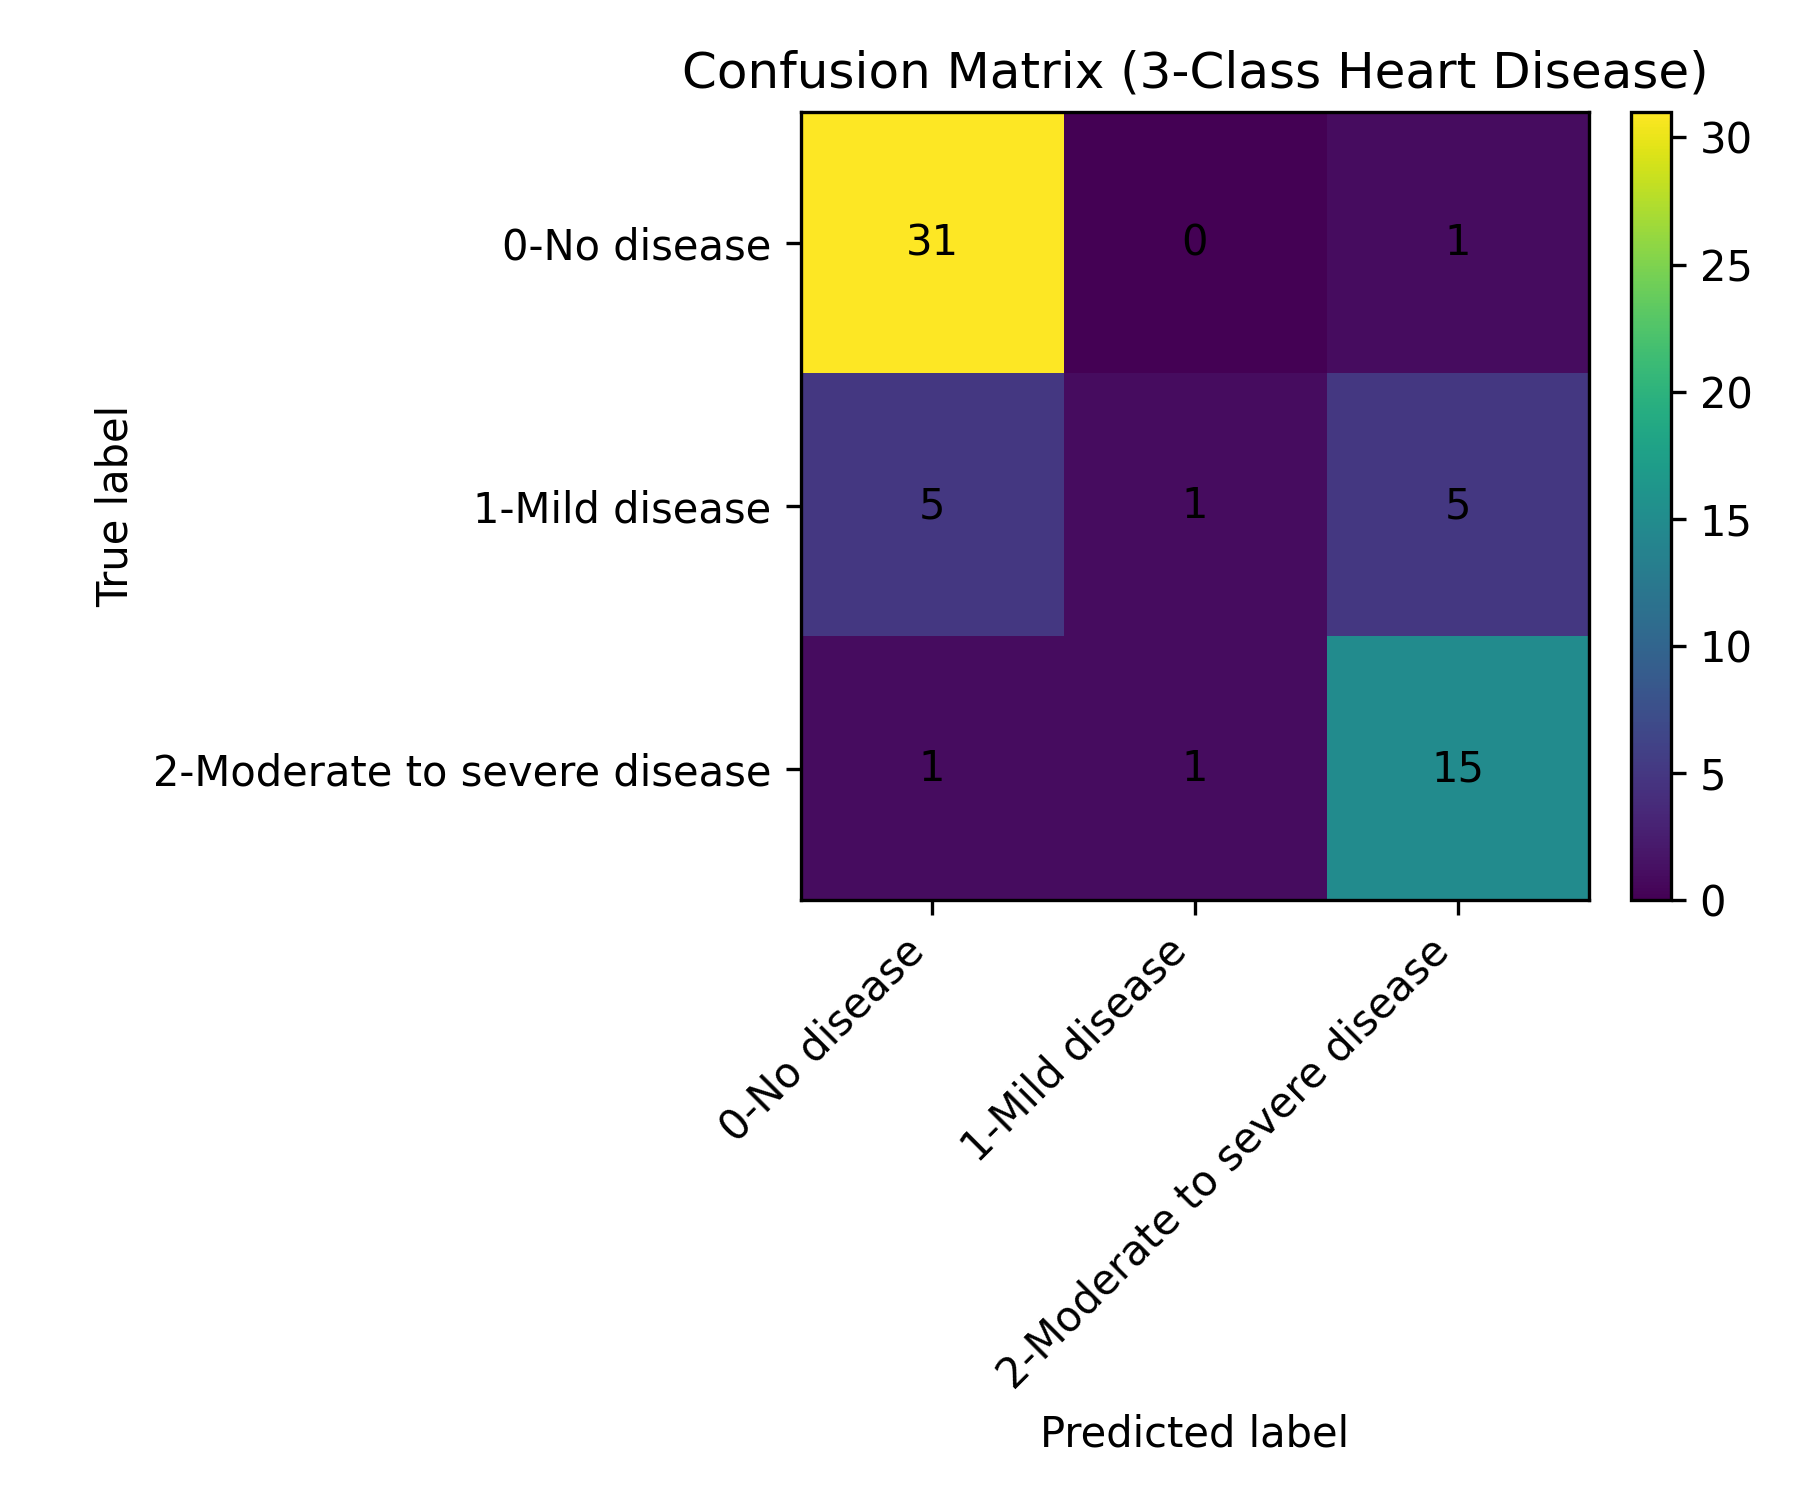 Confusion Matrix (3-Class Heart Disease)
True label
0-No disease
31
0
1
1-Mild disease
5
1
5
2-Moderate to severe disease
1
1
15
30
25
20
15
10
5
0
0-No disease
1-Mild disease
2-Moderate to severe disease
Predicted label